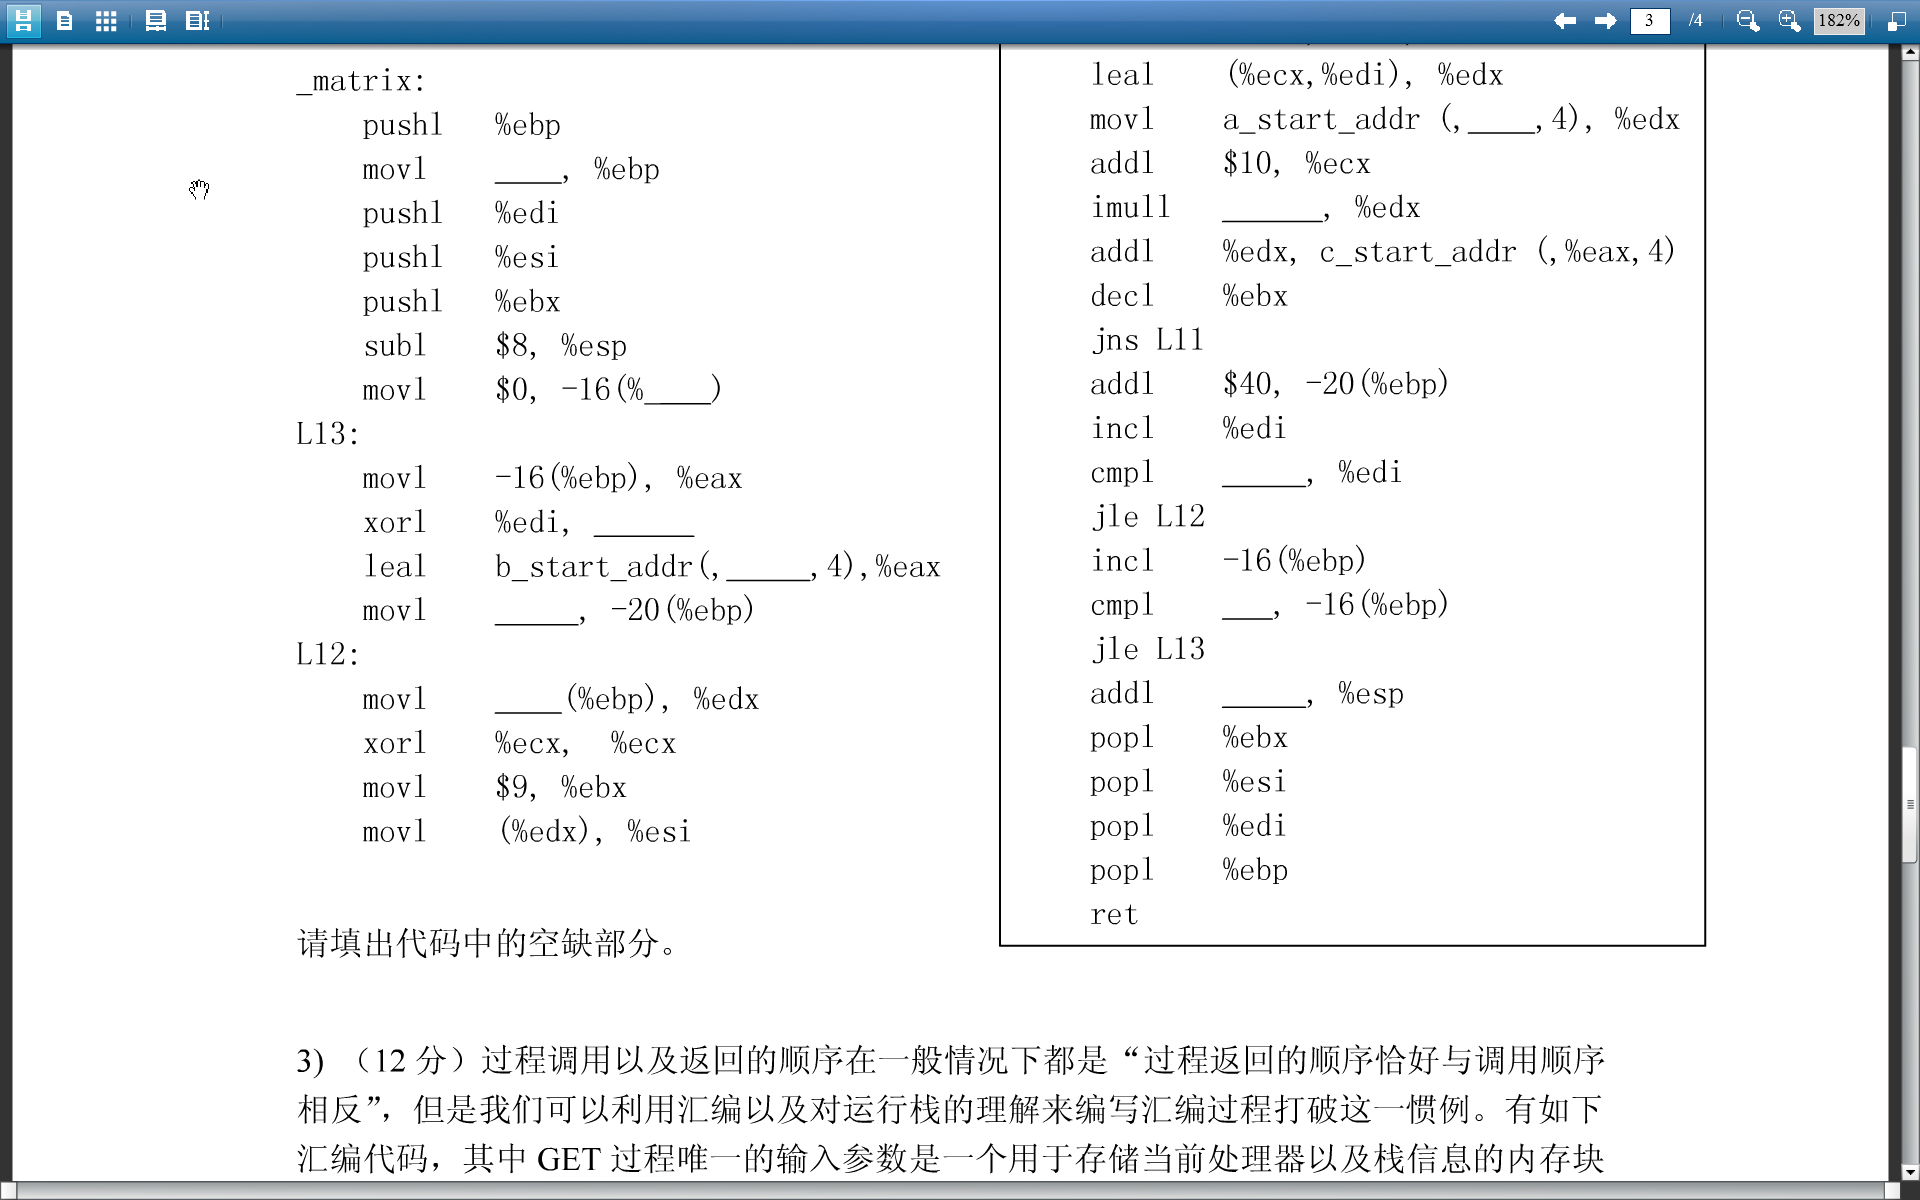 3 /4 182%
_matrix:
pushl %ebp
movl ____, %ebp
pushl %edi
pushl %esi
pushl %ebx
subl $8, %esp
movl $0, -16(%____)
L13:
movl -16(%ebp), %eax
xorl %edi, ______
leal b_start_addr(,_____,4),%eax
movl _____, -20(%ebp)
L12:
movl ____(%ebp), %edx
xorl %ecx, %ecx
movl $9, %ebx
movl (%edx), %esi
leal (%ecx,%edi), %edx
movl a_start_addr (,____,4), %edx
addl $10, %ecx
imull ______, %edx
addl %edx, c_start_addr (,%eax,4)
decl %ebx
jns L11
addl $40, -20(%ebp)
incl %edi
cmpl _____, %edi
jle L12
incl -16(%ebp)
cmpl ___, -16(%ebp)
jle L13
addl _____, %esp
popl %ebx
popl %esi
popl %edi
popl %ebp
ret
请填出代码中的空缺部分。
3) （12 分）过程调用以及返回的顺序在一般情况下都是“过程返回的顺序恰好与调用顺序
相反”，但是我们可以利用汇编以及对运行栈的理解来编写汇编过程打破这一惯例。有如下
汇编代码，其中 GET 过程唯一的输入参数是一个用于存储当前处理器以及栈信息的内存块